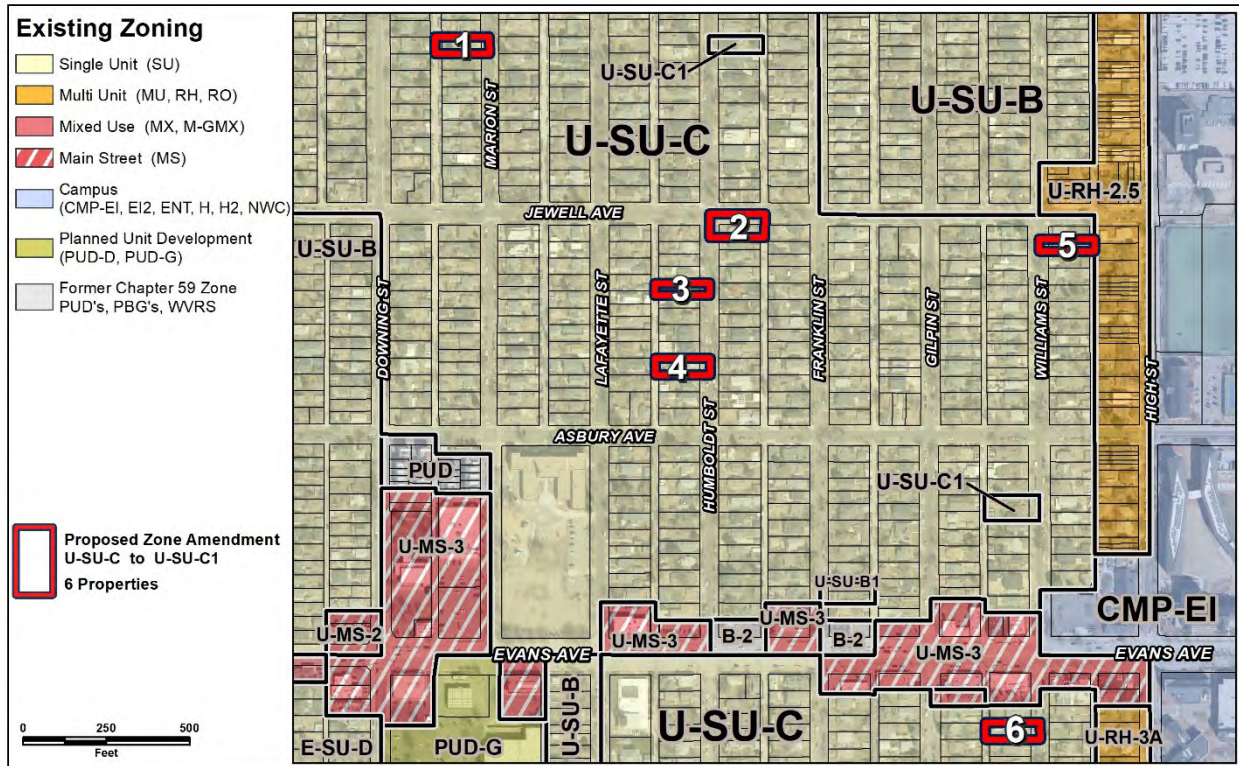 Existing Zoning
Single Unit (SU)
Multi Unit (MU, RH, RO)
Mixed Use (MX, M-GMX)
Main Street (MS)
Campus
(CMP-EI, EI2, ENT, H, H2, NWC)
Planned Unit Development
(PUD-D, PUD-G)
Former Chapter 59 Zone
PUD's, PBG's, WVRS
Proposed Zone Amendment
U-SU-C to U-SU-C1
6 Properties
0 250 500
Feet
1
U-SU-C1
U-SU-B
MARION ST
U-SU-C
U-RH-2.5
JEWELL AVE
2
5
U-SU-B
3
DOWNING ST
LAFAYETTE ST
HUMBOLDT ST
FRANKLIN ST
GILPIN ST
WILLIAMS ST
HIGH ST
4
ASBURY AVE
PUD
U-SU-C1
U-MS-3
U-SU-B1
CMP-EI
U-MS-2
U-MS-3
B-2
U-MS-3
B-2
U-MS-3
EVANS AVE
EVANS AVE
U-SU-B
U-SU-C
6
E-SU-D
PUD-G
U-RH-3A